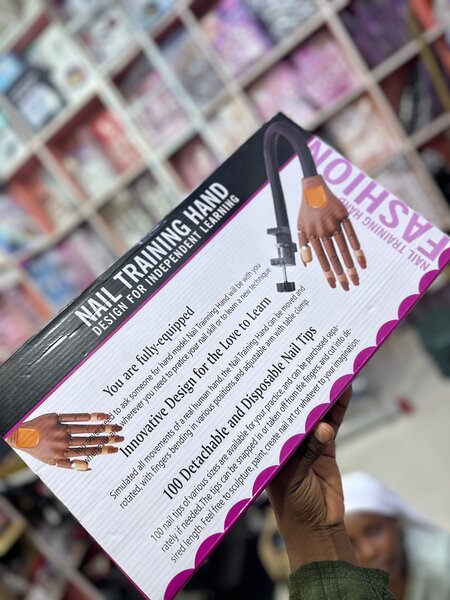 NAIL TRAINING HAND
DESIGN FOR INDEPENDENT LEARNING
FASHION
NAIL TRAINING HAND
You are fully-equipped
to ask someone for hand model. Nail Trainning Hand will be with you
wherever you need to pratice your nail skill or to learn a new technique
Innovative Design for the Love to Learn
Simulated all movements of a real human hand, the Nail Training Hand can be moved and
rotated, with fingers bending in various positions.and adjustable arm with table clamp.
100 Detachable and Disposable Nail Tips
100 nail tips of various sizes are available for your practice and can be purchased sepa-
rately if needed.The tips can be snapped in or taken off from the fingers, and cut into de-
sired length. Feel free to sculpture, paint, create nail art or whatever to your imagination.